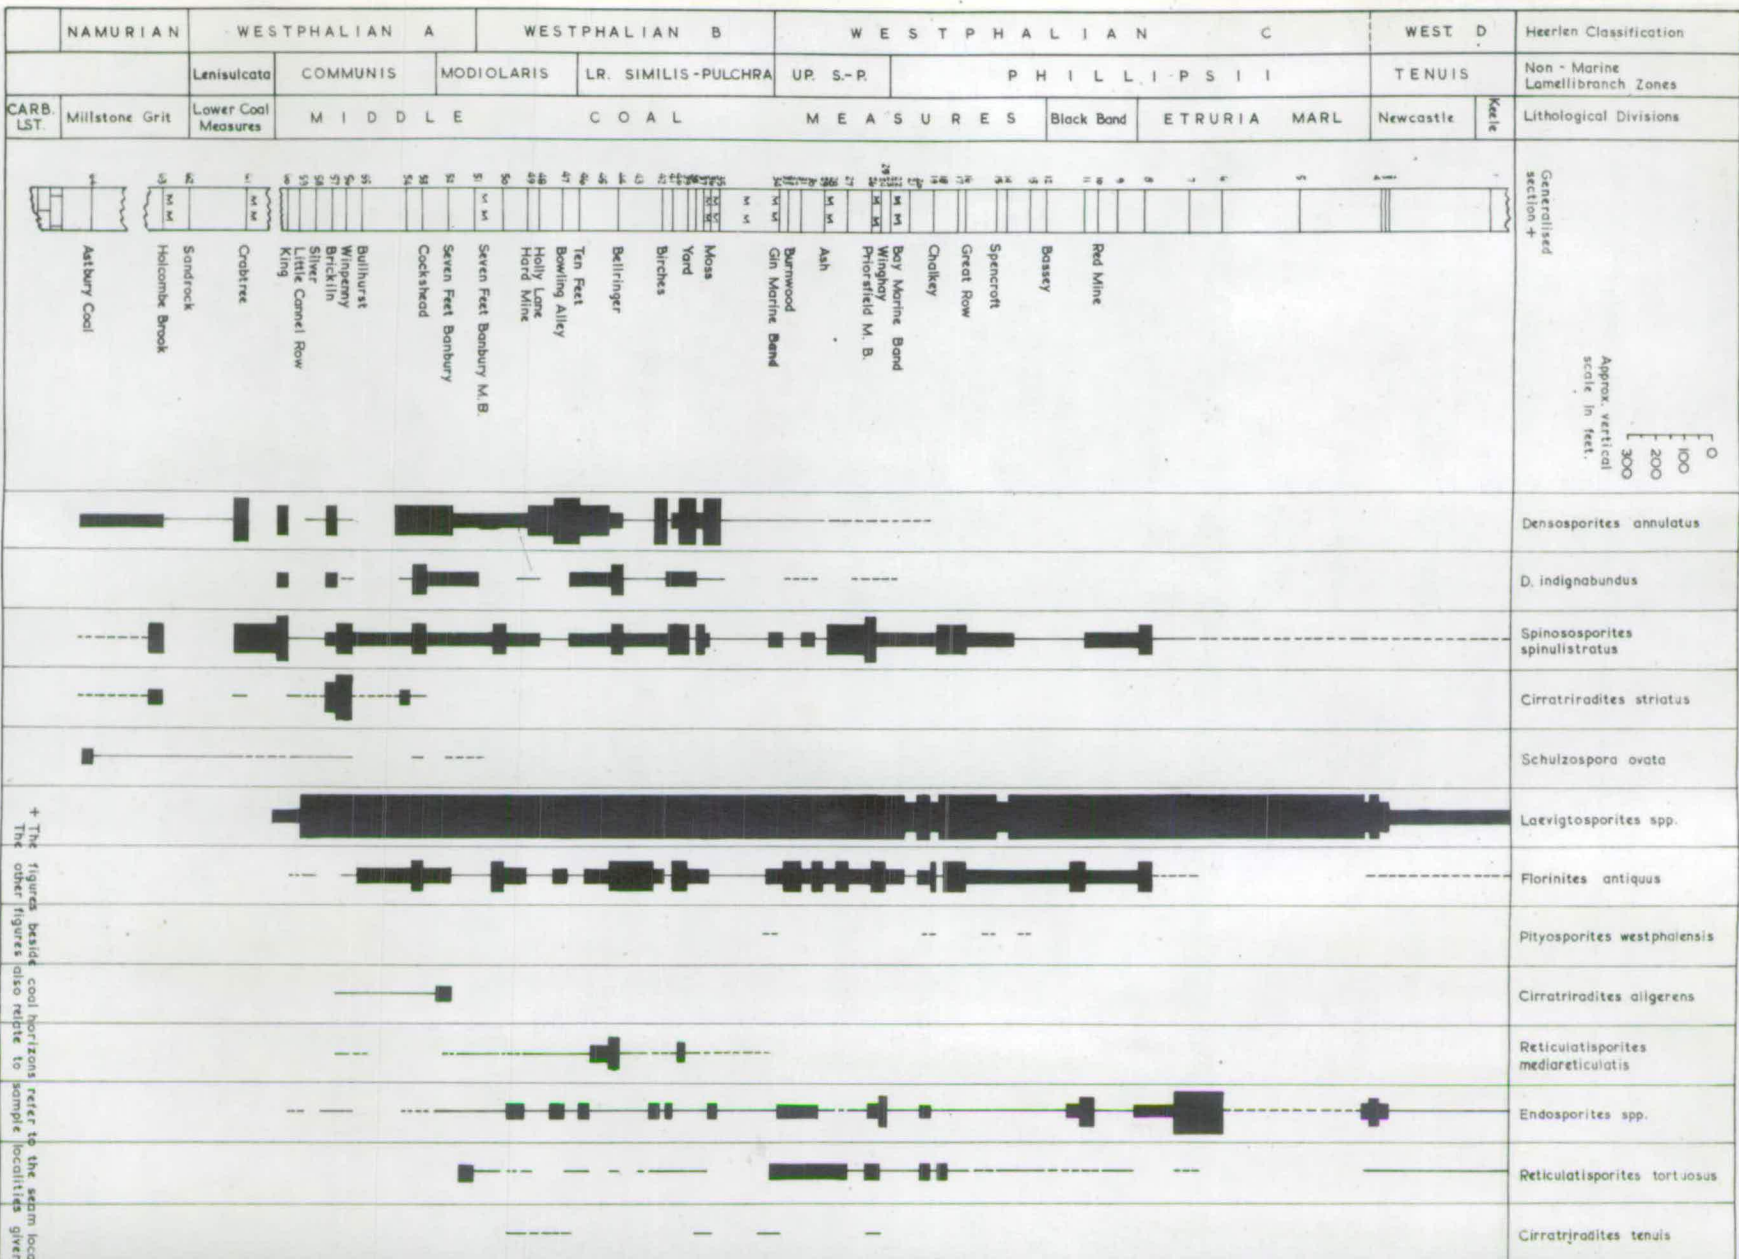 NAMURIAN WESTPHALIAN A WESTPHALIAN B WESTPHALIAN C WEST. D Heerlen Classification
Lenisulcata COMMUNIS MODIOLARIS LR. SIMILIS-PULCHRA UP. S.-P. PHILLIPSII TENUIS Non - Marine
Lamellibranch Zones
CARB. LST. Millstone Grit Lower Coal Measures MIDDLE COAL MEASURES Black Band ETRURIA MARL Newcastle Keele Lithological Divisions
Generalised
section +
Astbury Coal
Holcombe Brook
Sandrock
Crabtree
King
Little Cannel Row
Silver
Brickiln
Winpenny
Bullhurst
Cockshead
Seven Feet Banbury
Seven Feet Banbury M.B.
Hard Mine
Holly Lane
Bowling Alley
Ten Feet
Bellringer
Birches
Yard
Moss
Gin Marine Band
Burnwood
Ash
Priorsfield M. B.
Winghay
Bay Marine Band
Chalkey
Great Row
Spencroft
Bassey
Red Mine
Approx. vertical
scale in feet.
0
100
200
300
Densosporites annulatus
D. indignabundus
Spinososporites
spinulistratus
Cirratriradites striatus
Schulzospora ovata
Laevigtosporites spp.
Florinites antiquus
Pityosporites westphalensis
Cirratriradites aligerens
Reticulatisporites
mediareticulatis
Endosporites spp.
Reticulatisporites tortuosus
Cirratriradites tenuis
+ The figures beside coal horizons refer to the seam
The other figures also relate to sample localities